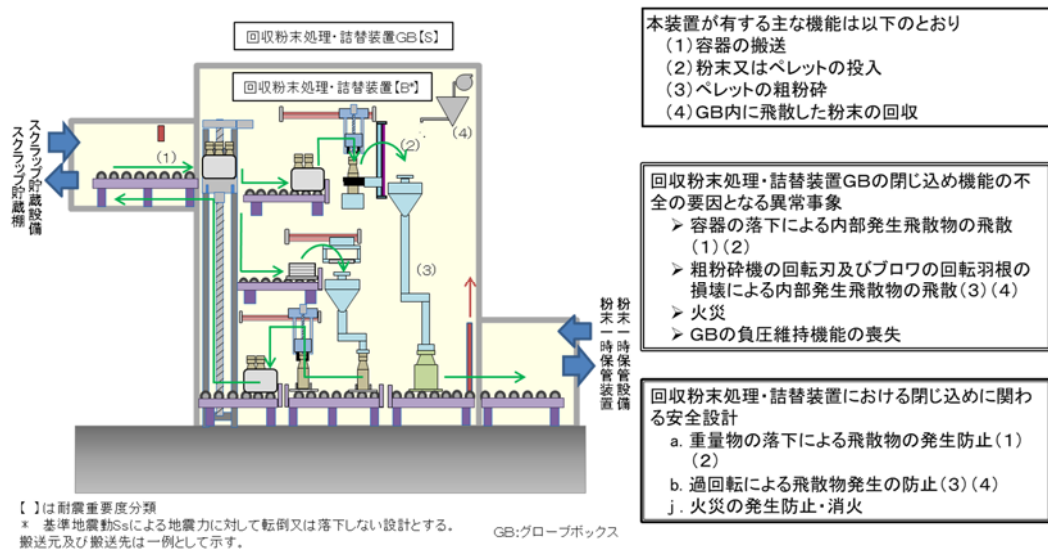 回収粉末処理・詰替装置GB【S】
回収粉末処理・詰替装置【B*】
(1)
(2)
(3)
(4)
スクラップ貯蔵設備
スクラップ貯蔵棚
粉末一時保管設備
粉末一時保管装置
【 】は耐震重要度分類
* 基準地震動Ssによる地震力に対して転倒又は落下しない設計とする。
搬送元及び搬送先は一例として示す。
GB:グローブボックス
本装置が有する主な機能は以下のとおり
(1)容器の搬送
(2)粉末又はペレットの投入
(3)ペレットの粗粉砕
(4)GB内に飛散した粉末の回収
回収粉末処理・詰替装置GBの閉じ込め機能の不
全の要因となる異常事象
➢ 容器の落下による内部発生飛散物の飛散
(1)(2)
➢ 粗粉砕機の回転刃及びブロワの回転羽根の
損壊による内部発生飛散物の飛散(3)(4)
➢ 火災
➢ GBの負圧維持機能の喪失
回収粉末処理・詰替装置における閉じ込めに関わ
る安全設計
a. 重量物の落下による飛散物の発生防止(1)
(2)
b. 過回転による飛散物発生の防止(3)(4)
j. 火災の発生防止・消火